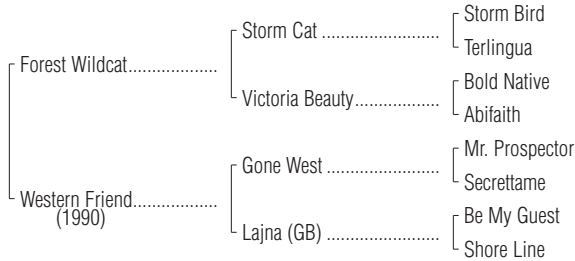 Storm Bird
Storm Cat ........................
Terlingua
Forest Wildcat..................
Bold Native
Victoria Beauty.................
Abifaith
Mr. Prospector
Gone West .......................
Secrettame
Western Friend.................
(1990)
Be My Guest
Lajna (GB) .......................
Shore Line